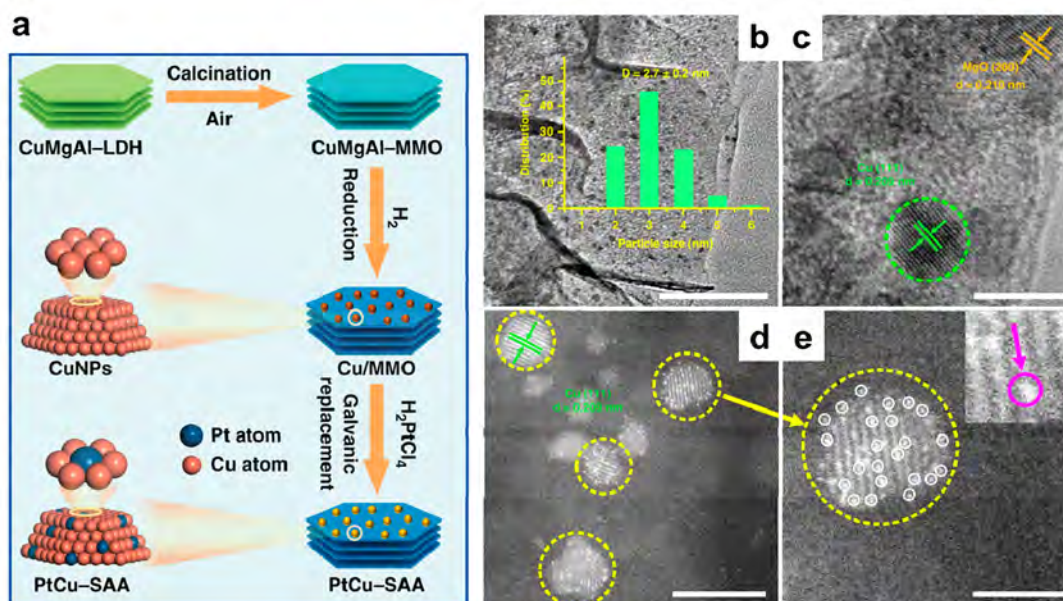 a
CuMgAl–LDH
Calcination
Air
CuMgAl–MMO
Reduction
H2
CuNPs
Cu/MMO
Galvanic
replacement
H2PtCl4
Pt atom
Cu atom
PtCu–SAA
PtCu–SAA
b
D = 2.7 ± 0.2 nm
Distribution (%)
50
40
30
20
10
0
1 2 3 4 5 6
Particle size (nm)
c
MgO (200)
d = 0.210 nm
Cu (111)
d
Cu (111)
e